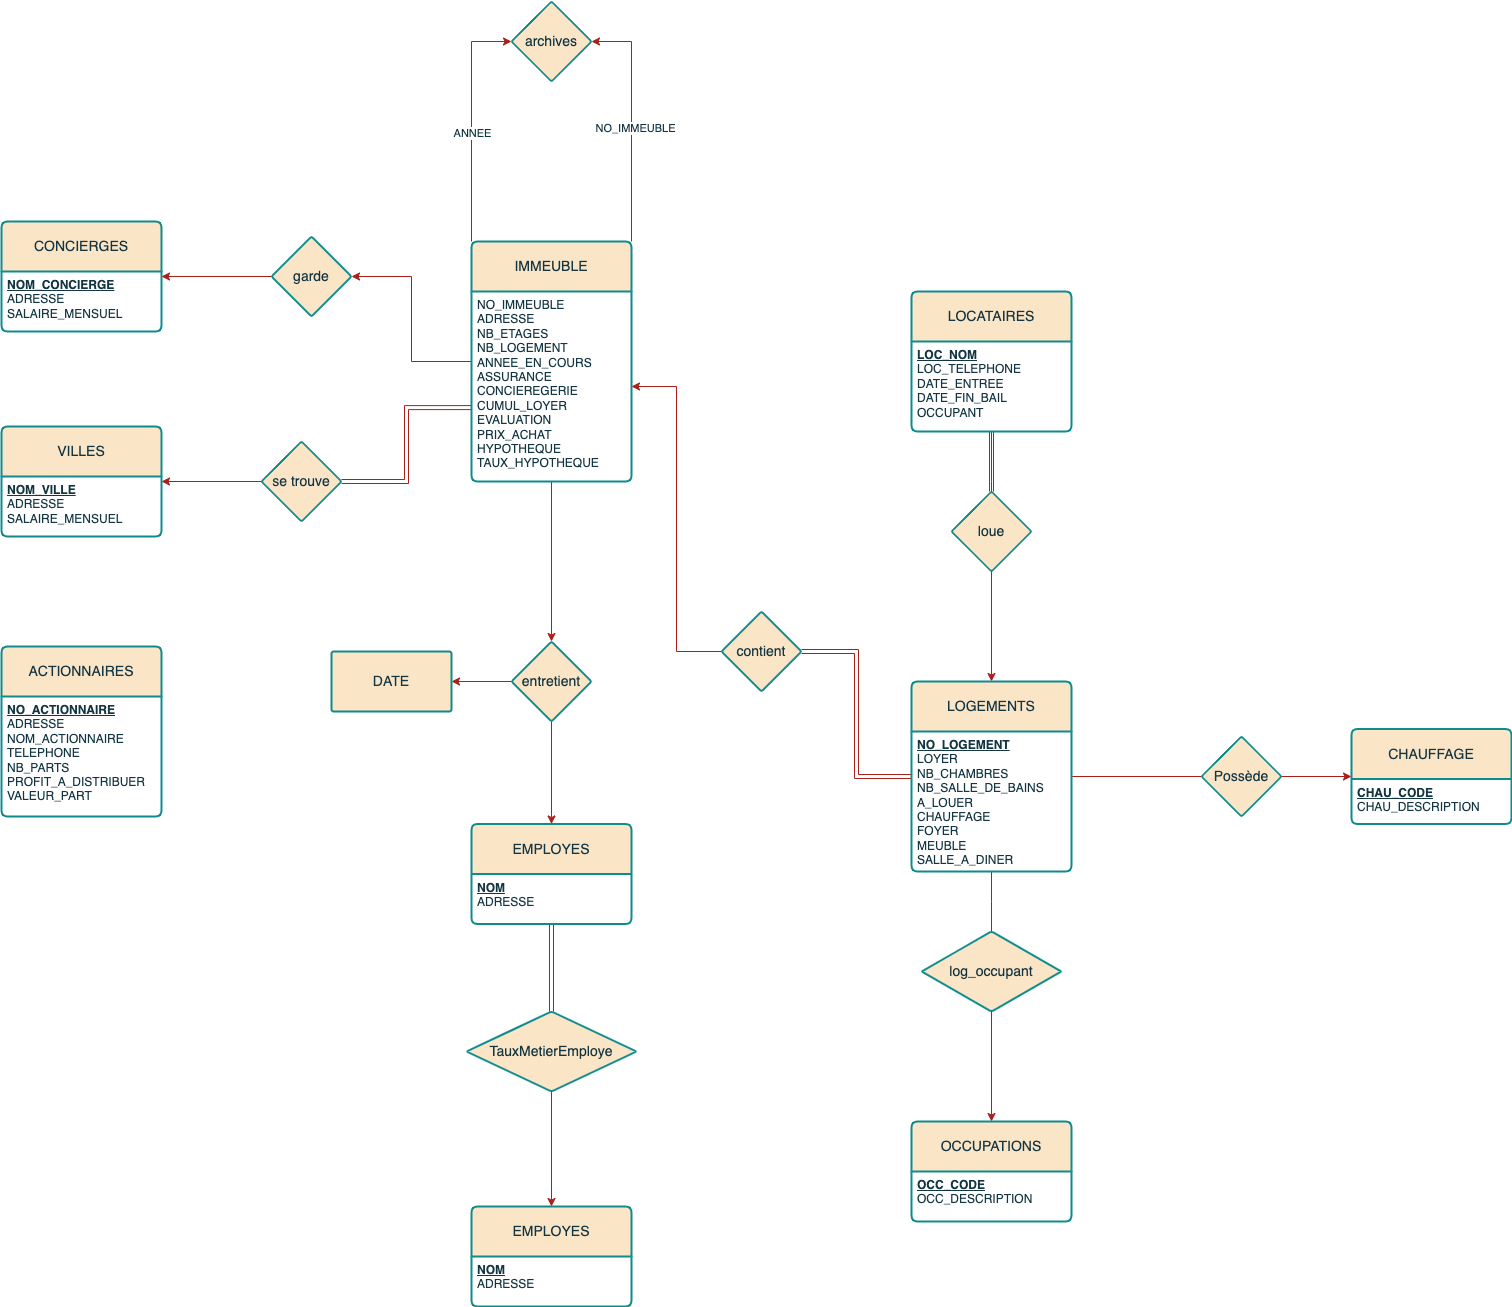 archives
ANNEE
NO_IMMEUBLE
CONCIERGES
NOM_CONCIERGE
ADRESSE
SALAIRE_MENSUEL
garde
IMMEUBLE
NO_IMMEUBLE
ADRESSE
NB_ETAGES
NB_LOGEMENT
ANNEE_EN_COURS
ASSURANCE
CONCIEREGERIE
CUMUL_LOYER
EVALUATION
PRIX_ACHAT
HYPOTHEQUE
TAUX_HYPOTHEQUE
LOCATAIRES
LOC_NOM
LOC_TELEPHONE
DATE_ENTREE
DATE_FIN_BAIL
OCCUPANT
VILLES
NOM_VILLE
ADRESSE
SALAIRE_MENSUEL
se trouve
loue
ACTIONNAIRES
NO_ACTIONNAIRE
ADRESSE
NOM_ACTIONNAIRE
TELEPHONE
NB_PARTS
PROFIT_A_DISTRIBUER
VALEUR_PART
DATE
entretient
contient
LOGEMENTS
NO_LOGEMENT
LOYER
NB_CHAMBRES
NB_SALLE_DE_BAINS
A_LOUER
CHAUFFAGE
FOYER
MEUBLE
SALLE_A_DINER
Possède
CHAUFFAGE
CHAU_CODE
CHAU_DESCRIPTION
EMPLOYES
NOM
ADRESSE
log_occupant
TauxMetierEmploye
OCCUPATIONS
OCC_CODE
OCC_DESCRIPTION
EMPLOYES
NOM
ADRESSE